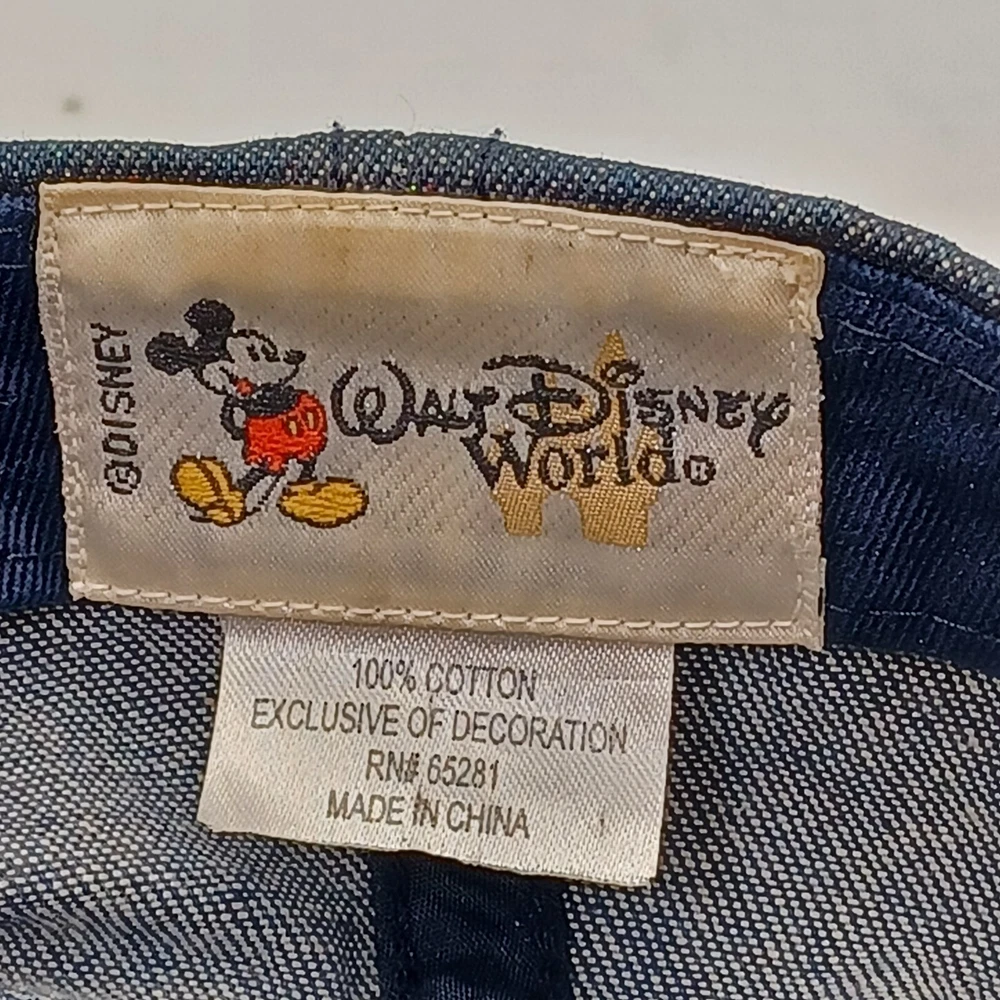 ©DISNEY
WALT DISNEY
World®
100% COTTON
EXCLUSIVE OF DECORATION
RN# 65281
MADE IN CHINA